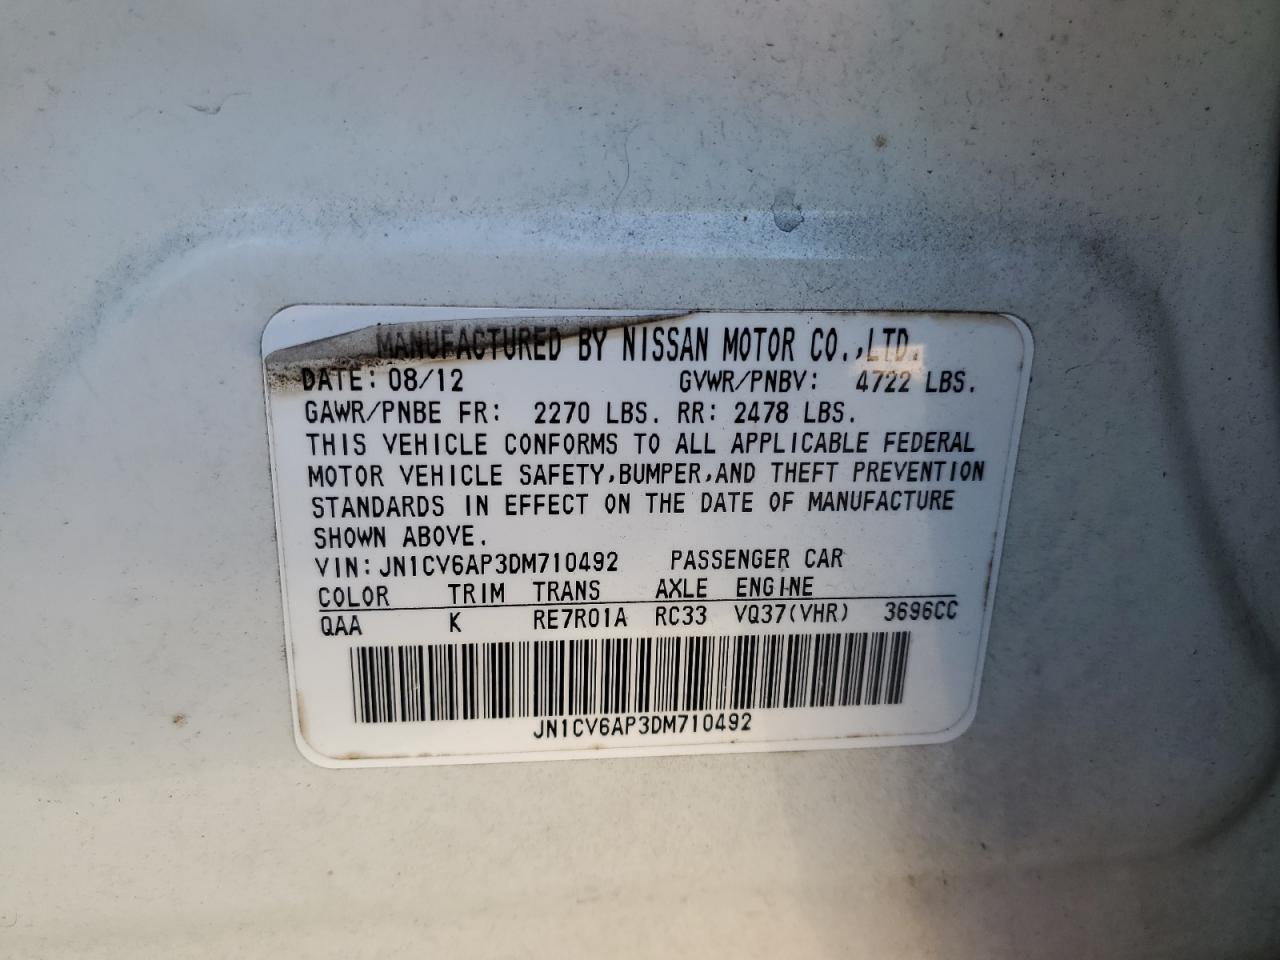 MANUFACTURED BY NISSAN MOTOR CO.,LTD.
DATE: 08/12 GVWR/PNBV: 4722 LBS.
GAWR/PNBE FR: 2270 LBS. RR: 2478 LBS.
THIS VEHICLE CONFORMS TO ALL APPLICABLE FEDERAL
MOTOR VEHICLE SAFETY,BUMPER,AND THEFT PREVENTION
STANDARDS IN EFFECT ON THE DATE OF MANUFACTURE
SHOWN ABOVE.
VIN:JN1CV6AP3DM710492 PASSENGER CAR
COLOR TRIM TRANS AXLE ENGINE
QAA K RE7R01A RC33 VQ37(VHR) 3696CC
JN1CV6AP3DM710492